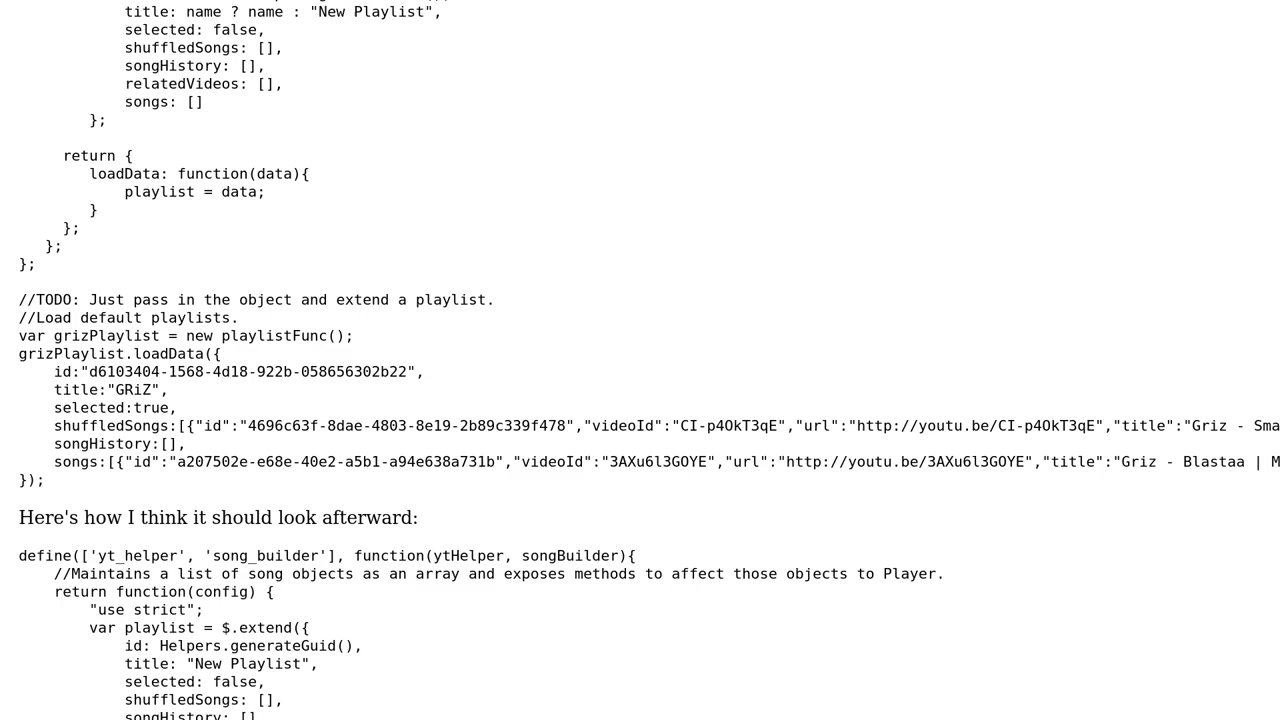 title: name ? name : "New Playlist",
selected: false,
shuffledSongs: [],
songHistory: [],
relatedVideos: [],
songs: []
};
return {
loadData: function(data){
playlist = data;
}
};
};
};
//TODO: Just pass in the object and extend a playlist.
//Load default playlists.
var grizPlaylist = new playlistFunc();
grizPlaylist.loadData({
id:"d6103404-1568-4d18-922b-058656302b22",
title:"GRiZ",
selected:true,
shuffledSongs:[{"id":"4696c63f-8dae-4803-8e19-2b89c339f478","videoId":"CI-p4OkT3qE","url":"http://youtu.be/CI-p4OkT3qE","title":"Griz - Sma
songHistory:[],
songs:[{"id":"a207502e-e68e-40e2-a5b1-a94e638a731b","videoId":"3AXu6l3GOYE","url":"http://youtu.be/3AXu6l3GOYE","title":"Griz - Blastaa | M
});
Here's how I think it should look afterward:
define(['yt_helper', 'song_builder'], function(ytHelper, songBuilder){
//Maintains a list of song objects as an array and exposes methods to affect those objects to Player.
return function(config) {
"use strict";
var playlist = $.extend({
id: Helpers.generateGuid(),
title: "New Playlist",
selected: false,
shuffledSongs: [],
songHistory: [],